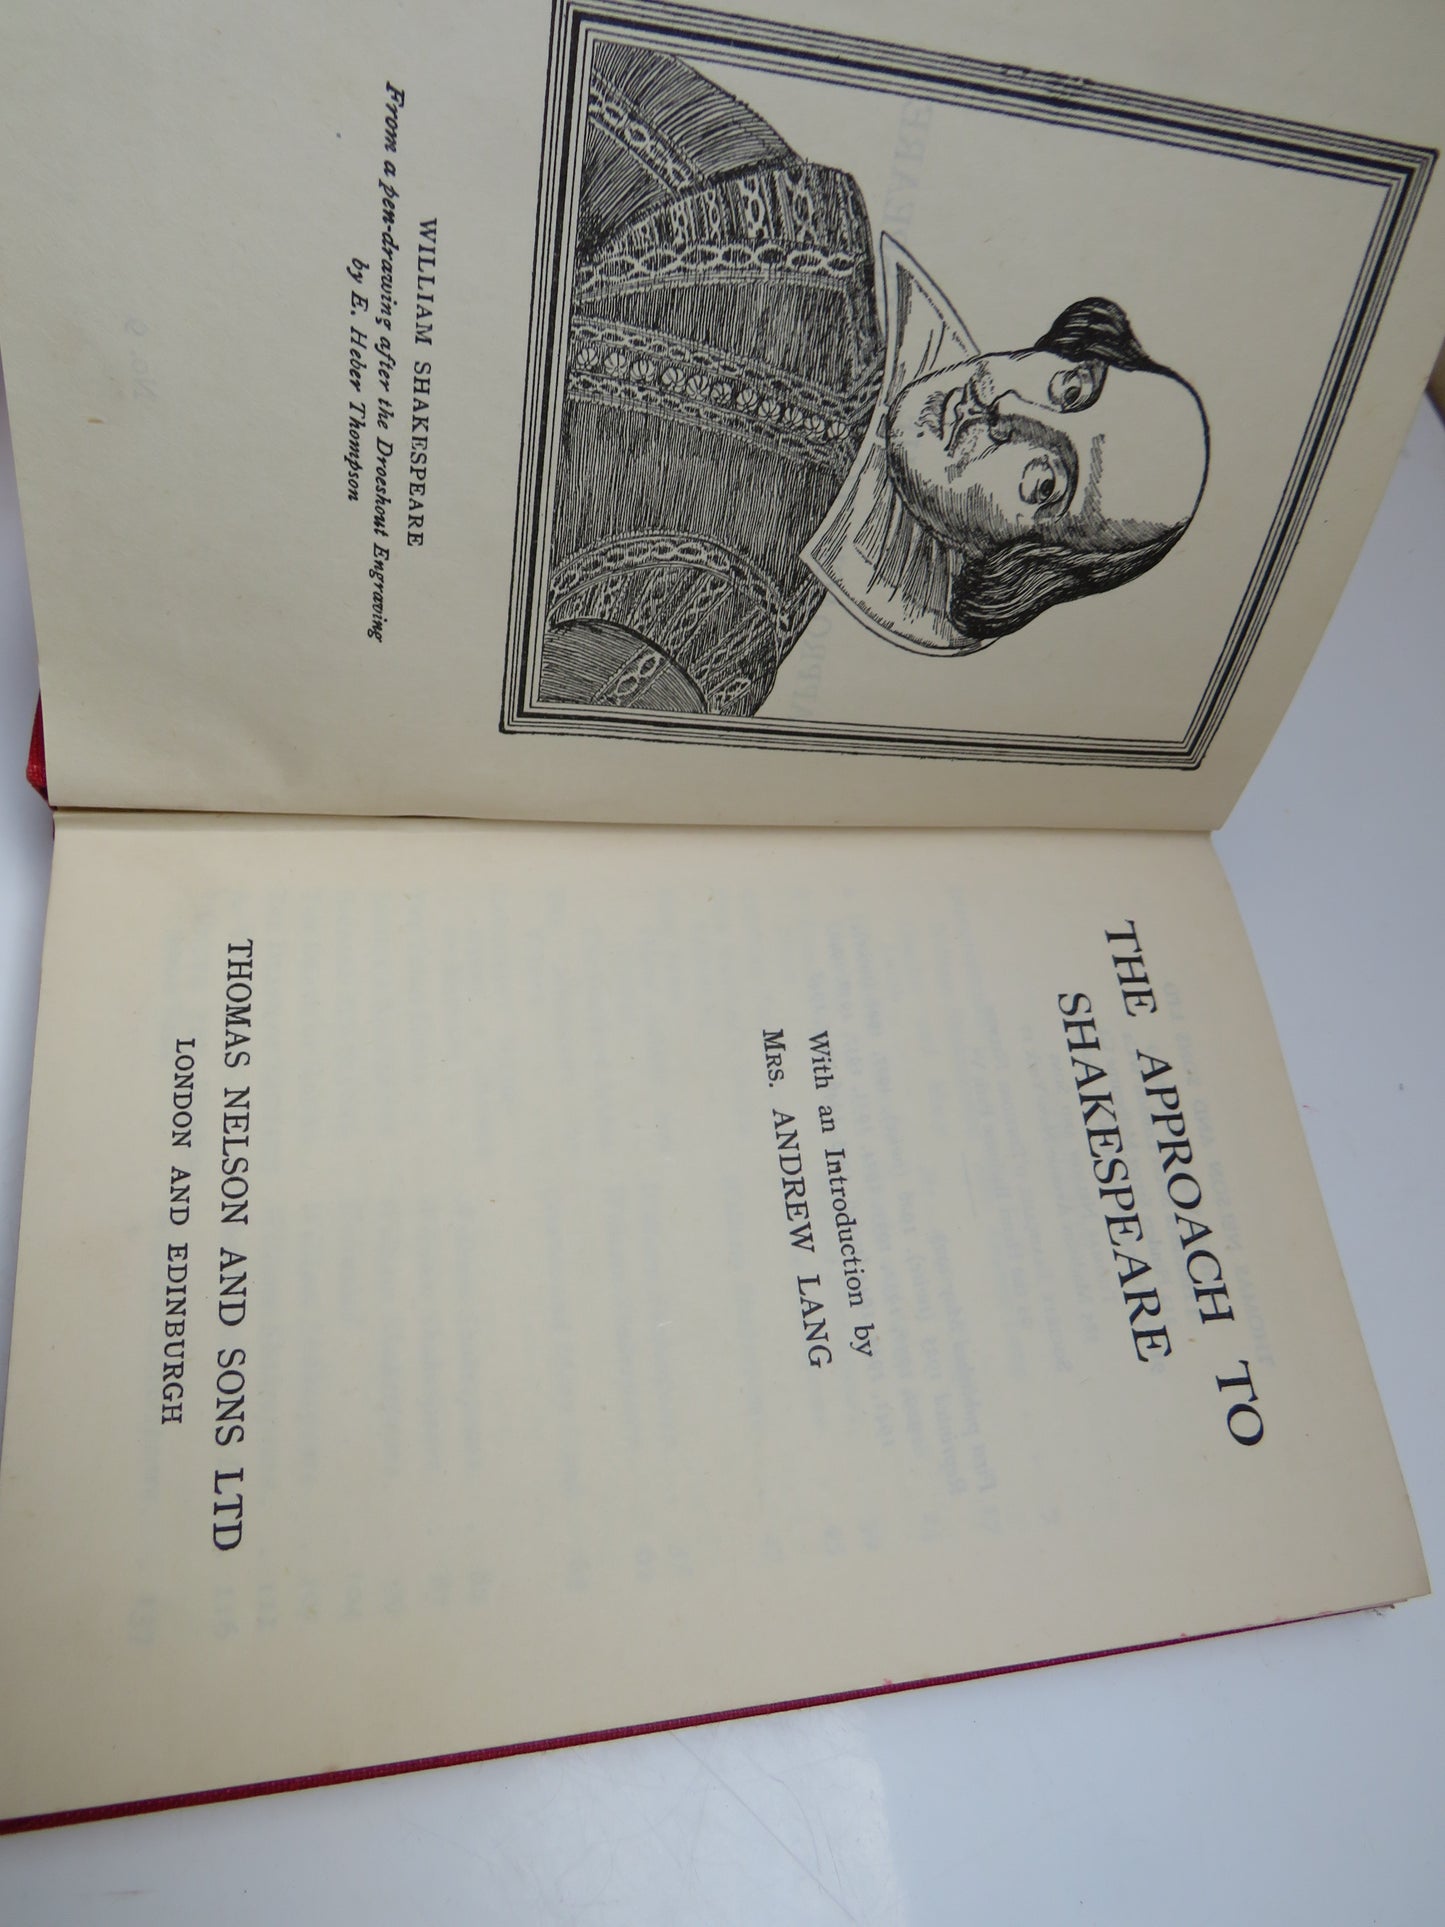 WILLIAM SHAKESPEARE
From a pen-drawing after the Droeshout Engraving
by E. Heber Thompson
THE APPROACH TO
SHAKESPEARE
With an Introduction by
MRS. ANDREW LANG
THOMAS NELSON AND SONS LTD
LONDON AND EDINBURGH